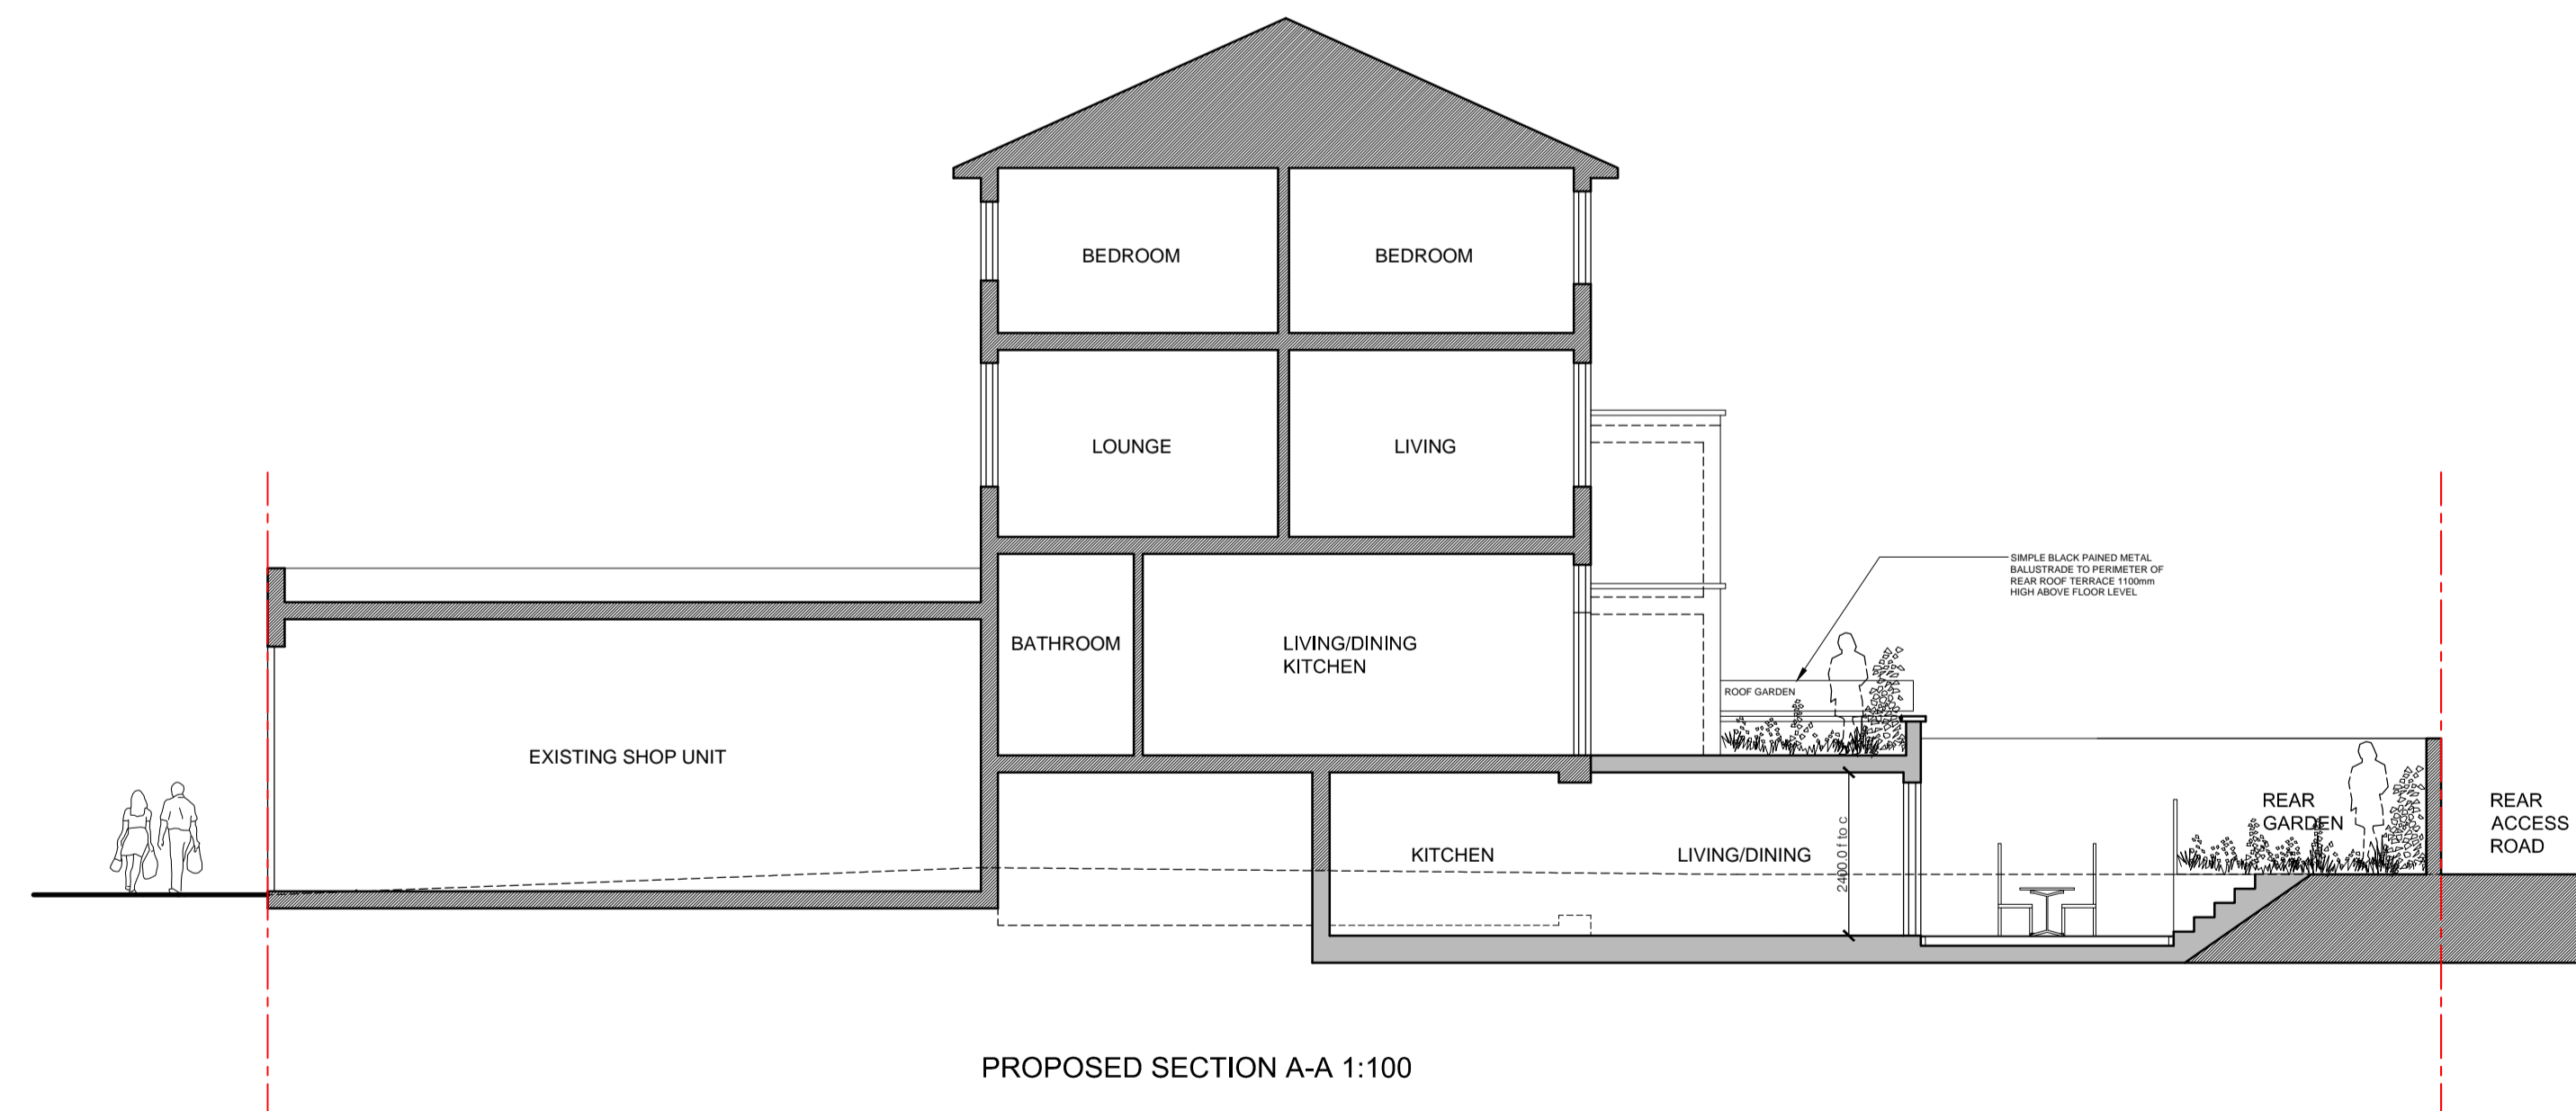 BEDROOM
BEDROOM
LOUNGE
LIVING
SIMPLE BLACK PAINED METAL
BALUSTRADE TO PERIMETER OF
REAR ROOF TERRACE 1100mm
HIGH ABOVE FLOOR LEVEL
BATHROOM
LIVING/DINING
KITCHEN
ROOF GARDEN
EXISTING SHOP UNIT
KITCHEN
LIVING/DINING
2400.0 f to c
REAR
GARDEN
REAR
ACCESS
ROAD
PROPOSED SECTION A-A 1:100